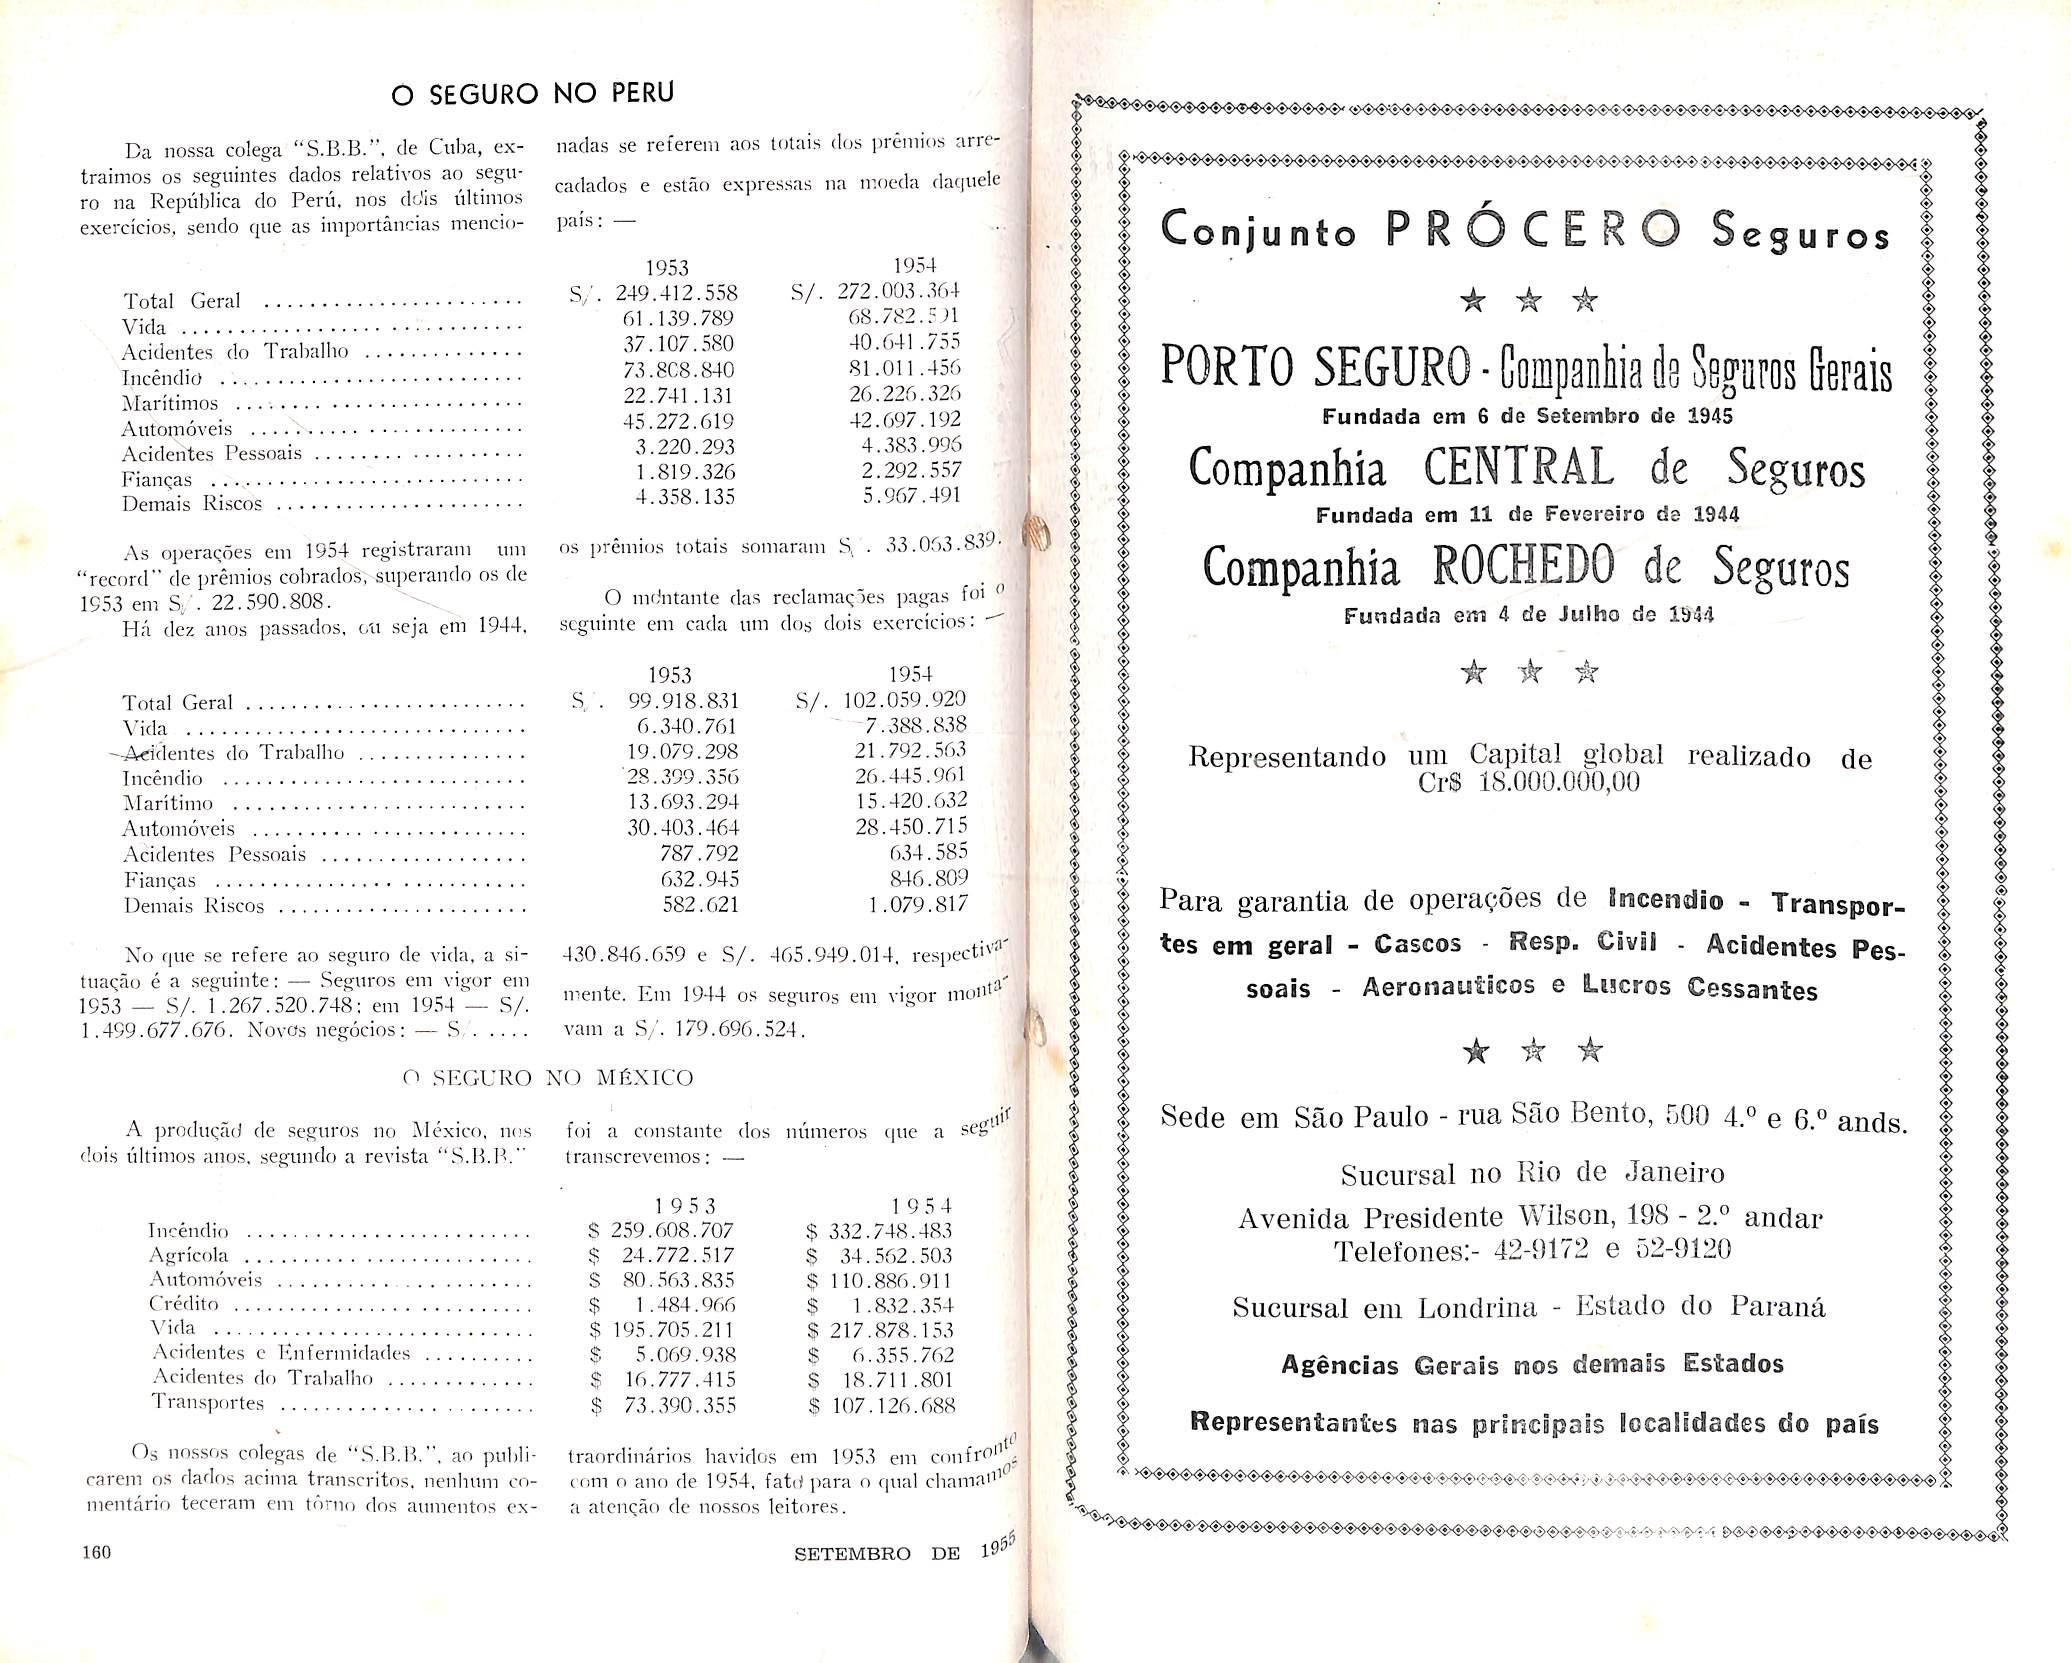 O SEGURO NO PERÚ
Da nossa colega "S.B.B.", de Cuba, ex-
traimos os seguintes dados relativos ao segu-
ro na República do Perú, nos dois últimos
exercícios, sendo que as importâncias mencio-
nadas se referem aos totais dos prêmios arre-
cadados e estão expressas na moeda daquele
país: —
1953 1954
Total Geral ....................... S/. 249.412.558 S/. 272.003.364
Vida ............................... 61.139.789 68.782.591
Acidentes do Trabalho .............. 37.107.580 40.641.755
Incêndio ........................... 73.808.840 81.011.456
Marítimos .......................... 22.741.131 26.226.326
Automóveis ......................... 45.272.619 42.697.192
Acidentes Pessoais ................... 3.220.293 4.383.996
Fianças ............................ 1.819.326 2.292.557
Demais Riscos ...................... 4.358.135 5.967.491
As operações em 1954 registraram um
"record" de prêmios cobrados, superando os de
1953 em S/. 22.590.808.
Há dez anos passados, ou seja em 1944,
os prêmios totais somaram S/. 33.063.839.
O montante das reclamações pagas foi o
seguinte em cada um dos dois exercícios: —
1953 1954
Total Geral ......................... S/. 99.918.831 S/. 102.059.920
Vida .............................. 6.340.761 7.388.838
Acidentes do Trabalho ............... 19.079.298 21.792.563
Incêndio ........................... 28.399.356 26.445.961
Marítimo .......................... 13.693.294 15.420.632
Automóveis ........................ 30.403.464 28.450.715
Acidentes Pessoais .................. 787.792 634.585
Fianças ............................ 632.945 846.809
Demais Riscos ...................... 582.621 1.079.817
No que se refere ao seguro de vida, a si-
tuação é a seguinte: — Seguros em vigor em
1953 — S/. 1.267.520.748; em 1954 — S/.
1.499.677.676. Novos negócios: — S/. ....
430.846.659 e S/. 465.949.014, respectiva-
mente. Em 1944 os seguros em vigor monta-
vam a S/. 179.696.524.
O SEGURO NO MÉXICO
A produção de seguros no México, nos
dois últimos anos, segundo a revista "S.B.B."
foi a constante dos números que a seguir
transcrevemos: —
1953 1954
Incêndio .......................... $ 259.608.707 $ 332.748.483
Agrícola .......................... $ 24.772.517 $ 34.562.503
Automóveis ....................... $ 80.563.835 $ 110.886.911
Crédito ........................... $ 1.484.966 $ 1.832.354
Vida ............................. $ 195.705.211 $ 217.878.153
Acidentes e Enfermidades .......... $ 5.069.938 $ 6.355.762
Acidentes do Trabalho ............. $ 16.777.415 $ 18.711.801
Transportes ....................... $ 73.390.355 $ 107.126.688
Os nossos colegas de "S.B.B.", ao publi-
carem os dados acima transcritos, nenhum co-
mentário teceram em tôrno dos aumentos ex-
traordinários havidos em 1953 em confronto
com o ano de 1954, fato para o qual chamamos
a atenção de nossos leitores.
160
SETEMBRO DE 1955
Conjunto PRÓCERO Seguros
PORTO SEGURO - Companhia de Seguros Gerais
Fundada em 6 de Setembro de 1945
Companhia CENTRAL de Seguros
Fundada em 11 de Fevereiro de 1944
Companhia ROCHEDO de Seguros
Fundada em 4 de Julho de 1944
Representando um Capital global realizado de
Cr$ 18.000.000,00
Para garantia de operações de Incendio - Transpor-
tes em geral - Cascos - Resp. Civil - Acidentes Pes-
soais - Aeronauticos e Lucros Cessantes
Sede em São Paulo - rua São Bento, 500 4.º e 6.º ands.
Sucursal no Rio de Janeiro
Avenida Presidente Wilson, 198 - 2.º andar
Telefones:- 42-9172 e 52-9120
Sucursal em Londrina - Estado do Paraná
Agências Gerais nos demais Estados
Representantes nas principais localidades do país